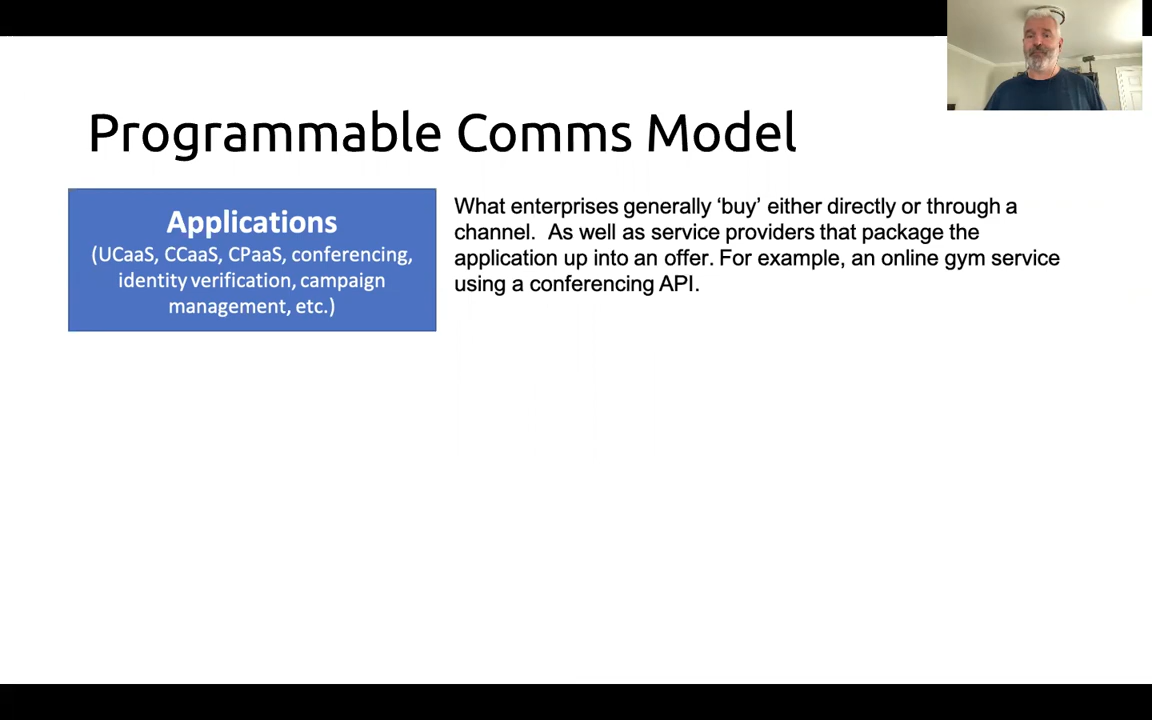 Programmable Comms Model
Applications
(UCaaS, CCaaS, CPaaS, conferencing,
identity verification, campaign
management, etc.)
What enterprises generally ‘buy’ either directly or through a
channel.  As well as service providers that package the
application up into an offer. For example, an online gym service
using a conferencing API.